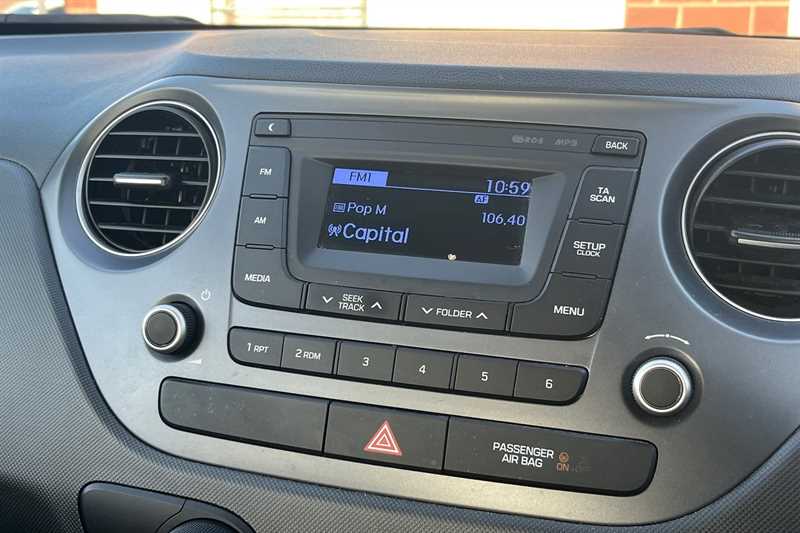 R·D·S MP3
BACK
FM
FM1
10:59
AF
TA
SCAN
Pop M
106.40
AM
Capital
SETUP
CLOCK
MEDIA
SEEK
TRACK
FOLDER
MENU
1 RPT
2 RDM
3
4
5
6
PASSENGER
AIR BAG
ON
OFF